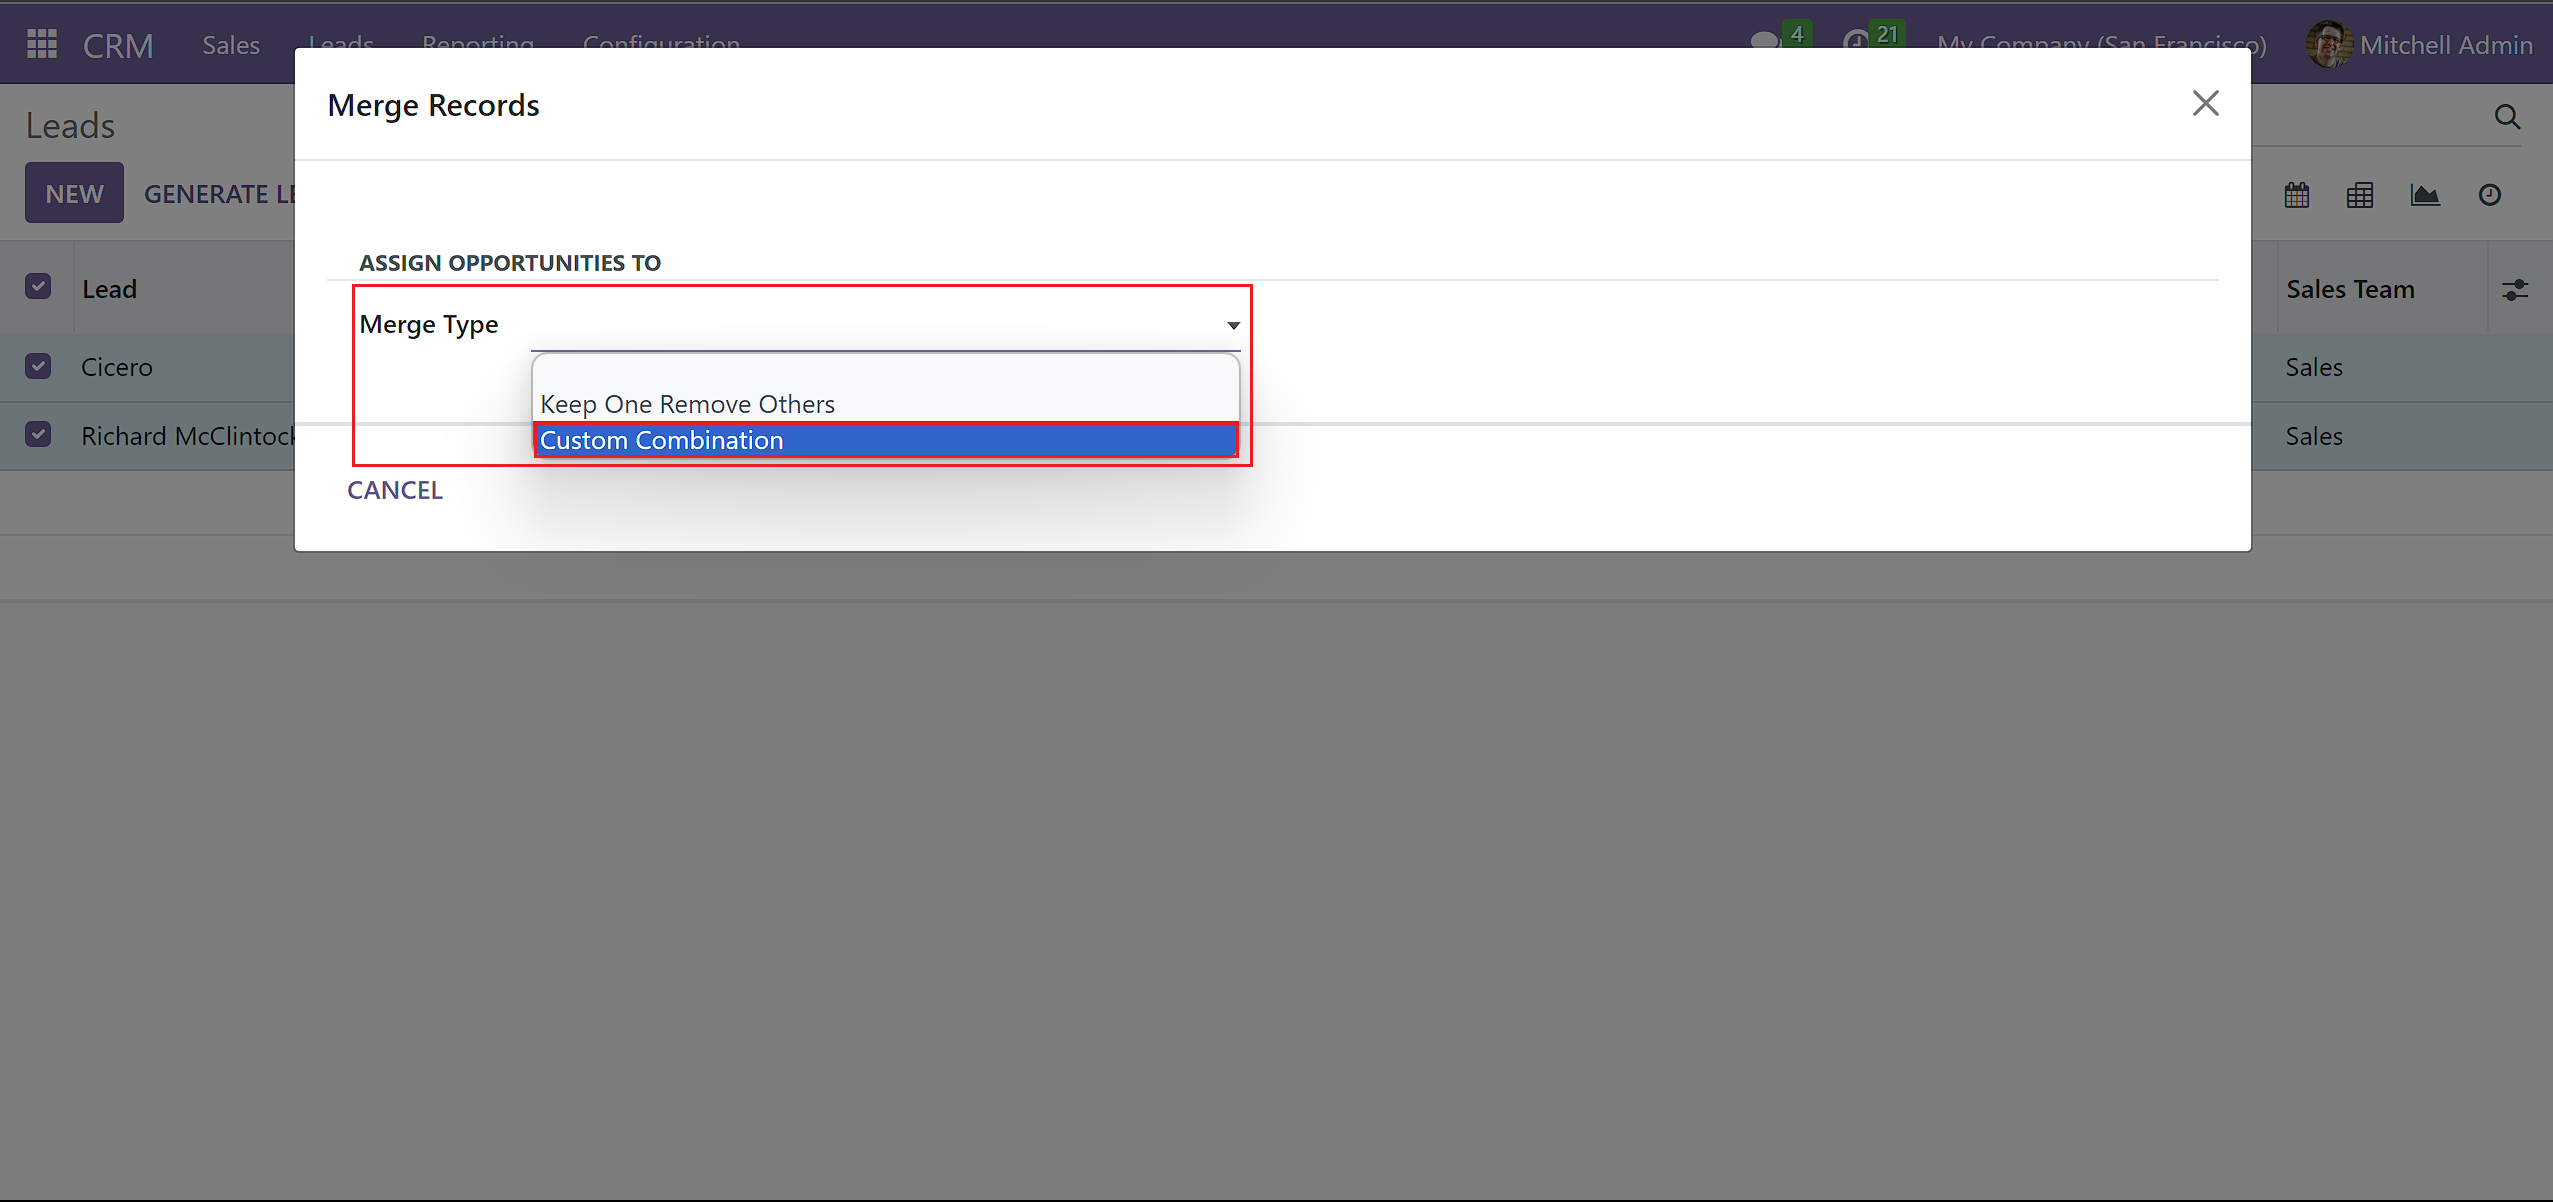 CRM Sales Leads Reporting Configuration 4 21 My Company (San Francisco) Mitchell Admin
Merge Records
Leads
NEW GENERATE LE
ASSIGN OPPORTUNITIES TO
Lead Sales Team
Merge Type
Cicero Sales
Keep One Remove Others
Richard McClintock Sales
Custom Combination
CANCEL